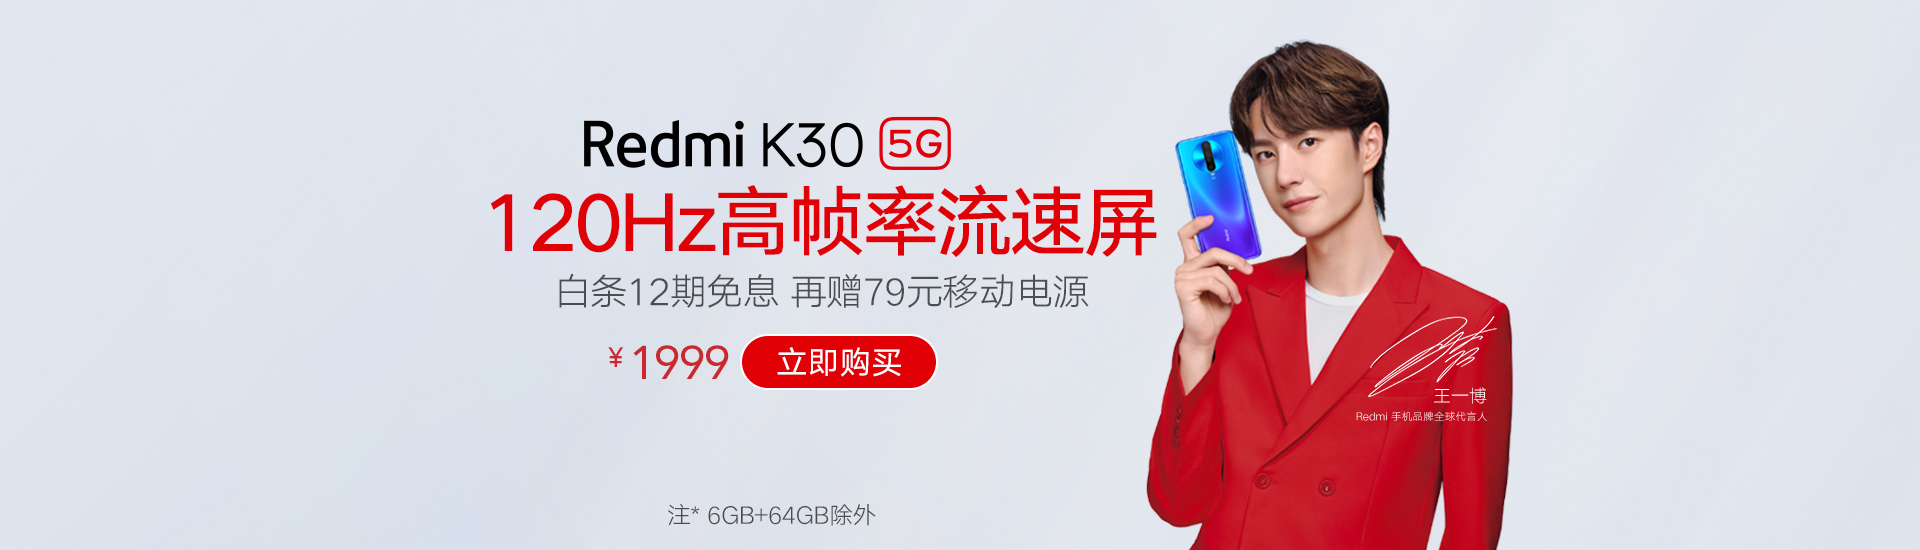 Redmi K30 5G
120Hz高帧率流速屏
白条12期免息 再赠79元移动电源
¥1999 立即购买
王一博
Redmi 手机品牌全球代言人
注* 6GB+64GB除外